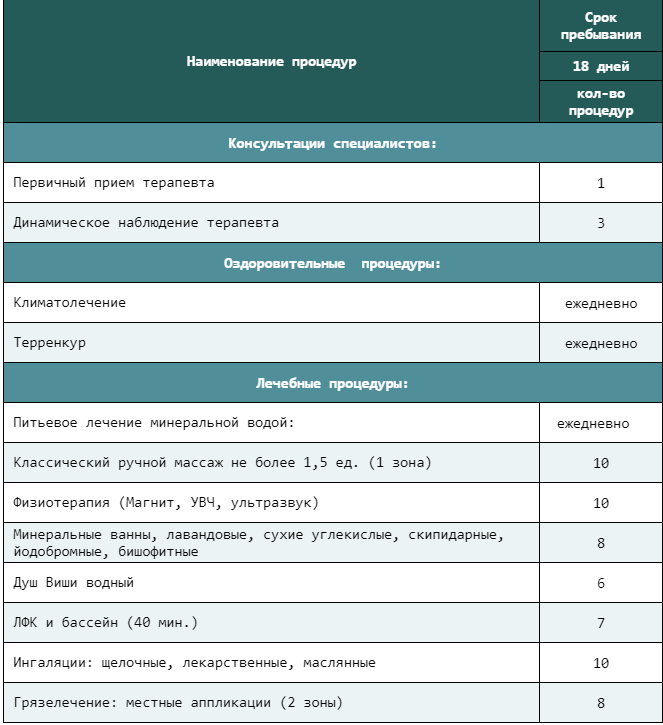 Наименование процедур
Срок
пребывания
18 дней
кол-во
процедур
Консультации специалистов:
Первичный прием терапевта
1
Динамическое наблюдение терапевта
3
Оздоровительные процедуры:
Климатолечение
ежедневно
Терренкур
ежедневно
Лечебные процедуры:
Питьевое лечение минеральной водой:
ежедневно
Классический ручной массаж не более 1,5 ед. (1 зона)
10
Физиотерапия (Магнит, УВЧ, ультразвук)
10
Минеральные ванны, лавандовые, сухие углекислые, скипидарные,
йодобромные, бишофитные
8
Душ Виши водный
6
ЛФК и бассейн (40 мин.)
7
Ингаляции: щелочные, лекарственные, маслянные
10
Грязелечение: местные аппликации (2 зоны)
8